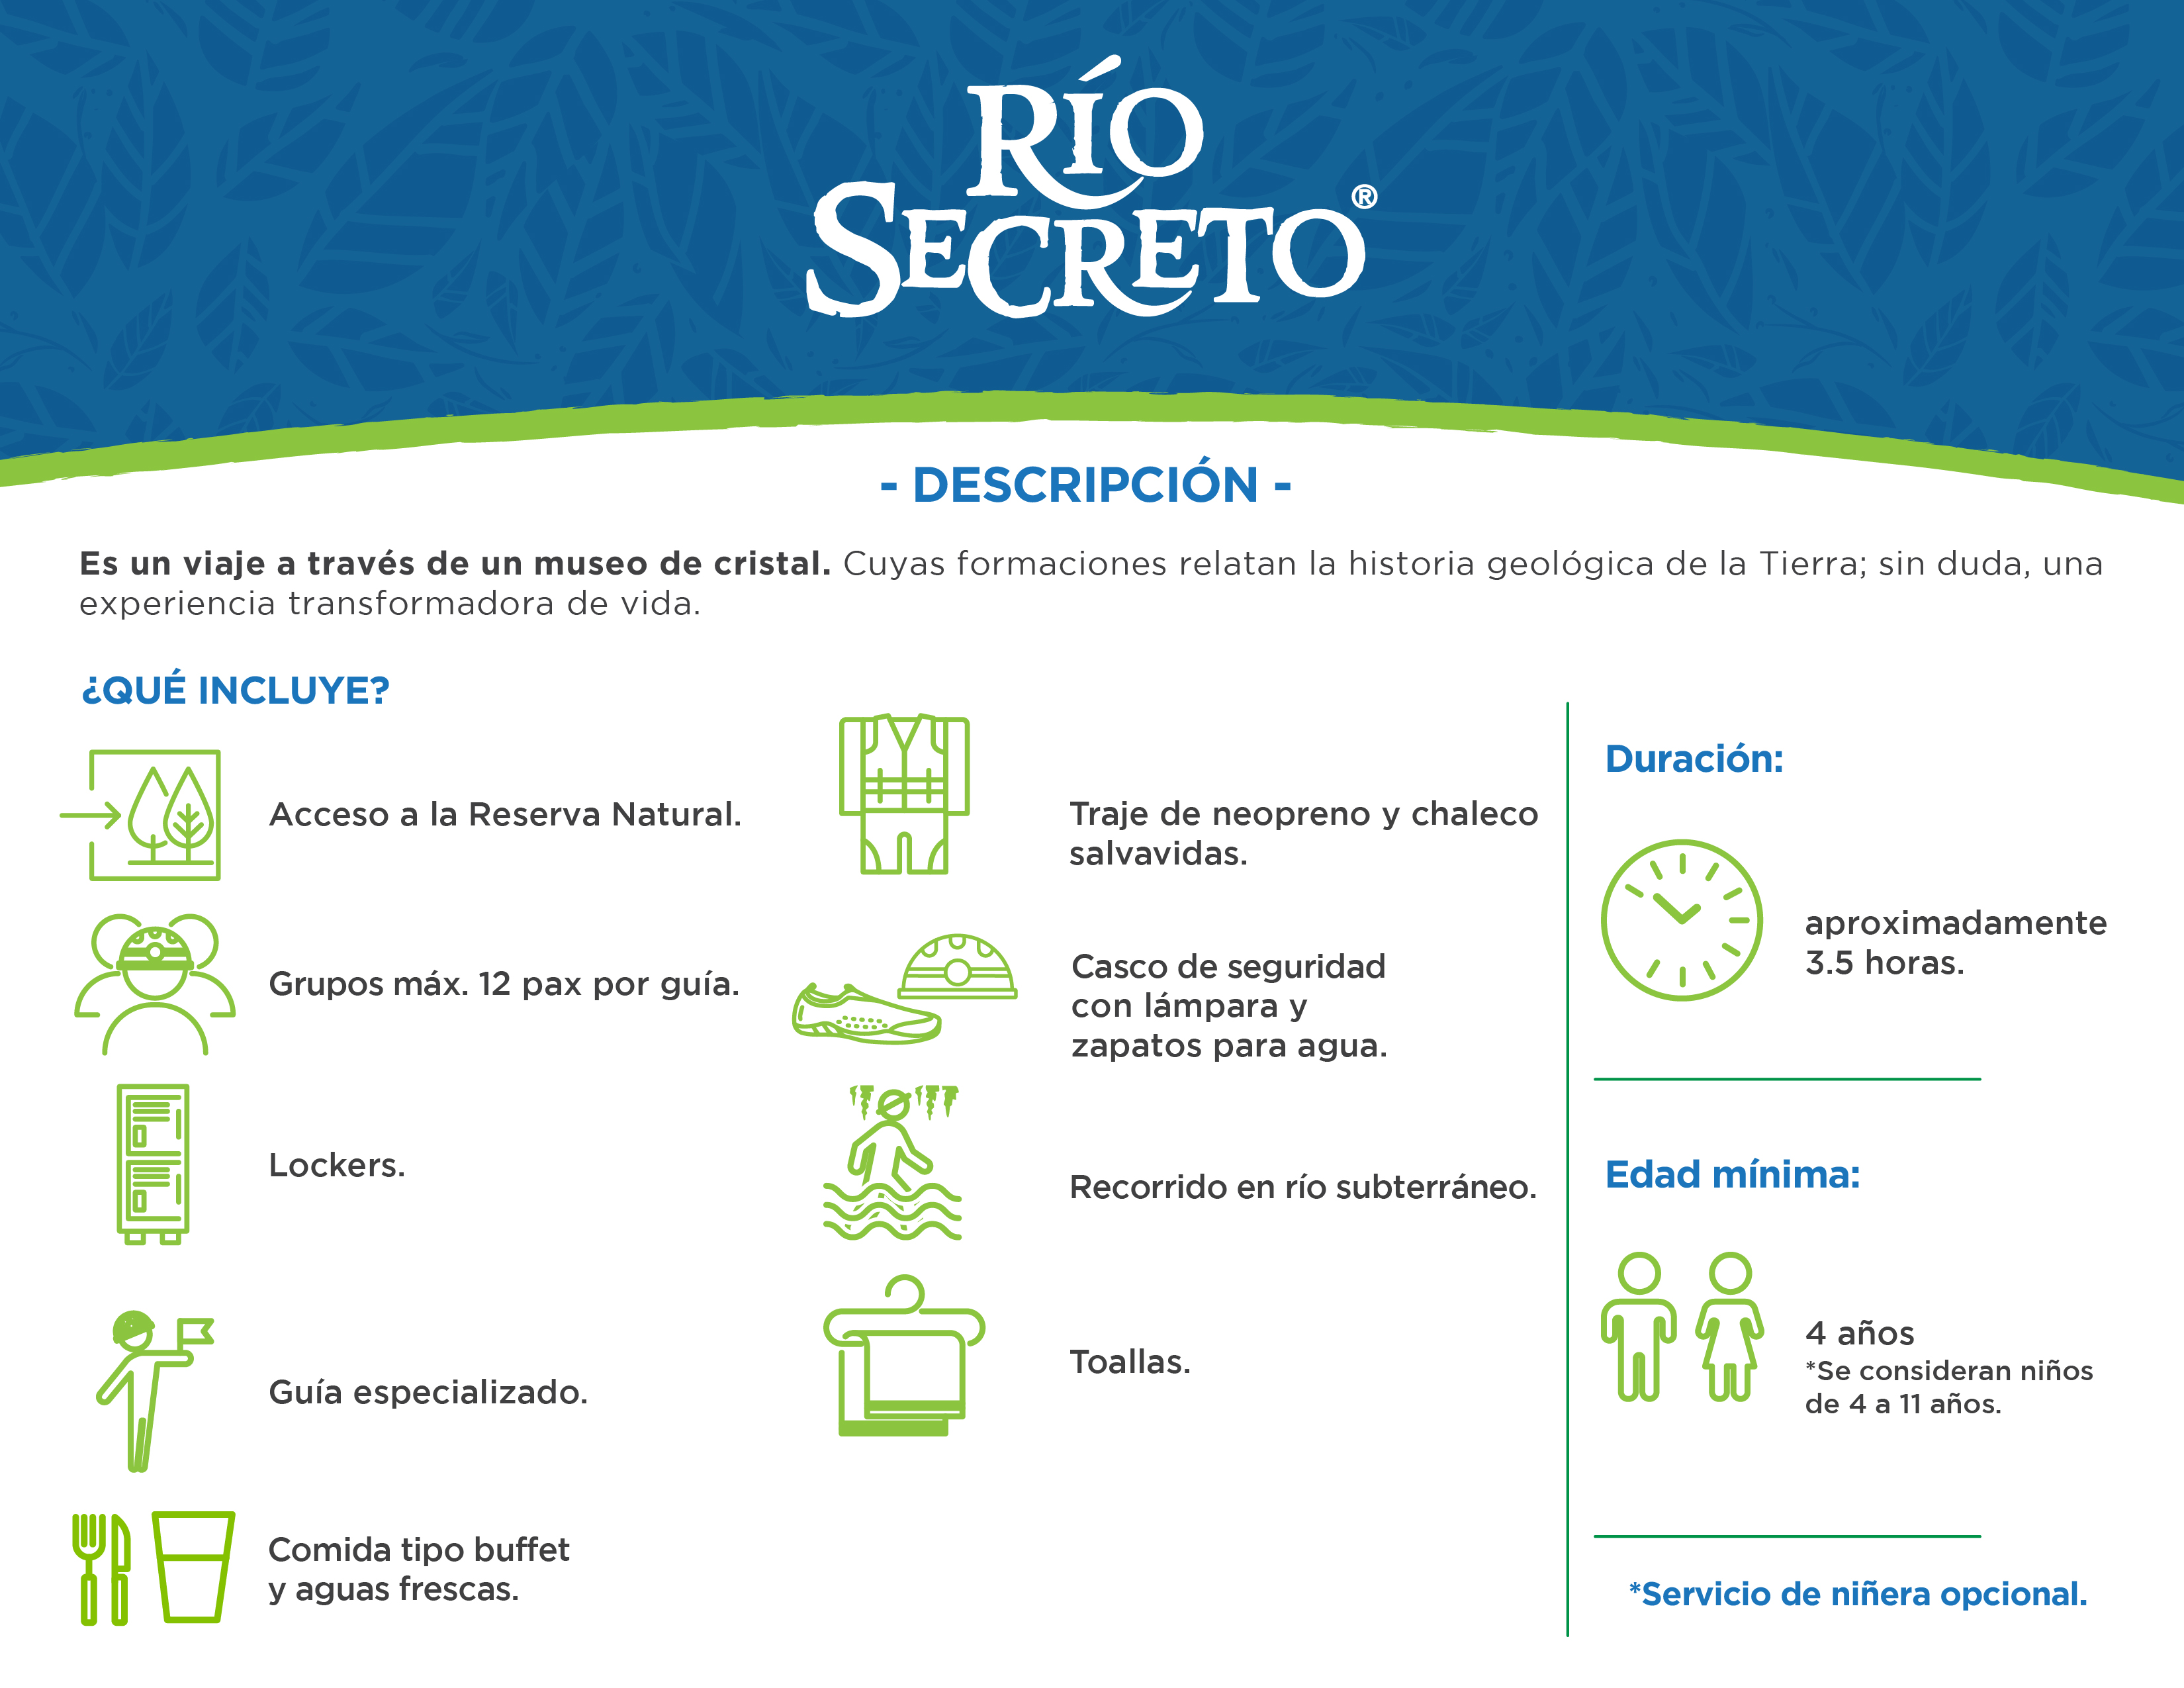 RÍO
SECRETO®
- DESCRIPCIÓN -
Es un viaje a través de un museo de cristal. Cuyas formaciones relatan la historia geológica de la Tierra; sin duda, una
experiencia transformadora de vida.
¿QUÉ INCLUYE?
Acceso a la Reserva Natural.
Grupos máx. 12 pax por guía.
Lockers.
Guía especializado.
Comida tipo buffet
y aguas frescas.
Traje de neopreno y chaleco
salvavidas.
Casco de seguridad
con lámpara y
zapatos para agua.
Recorrido en río subterráneo.
Toallas.
Duración:
aproximadamente
3.5 horas.
Edad mínima:
4 años
*Se consideran niños
de 4 a 11 años.
*Servicio de niñera opcional.